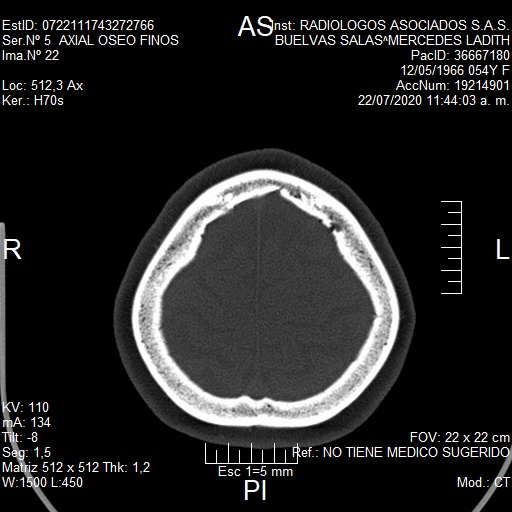 EstID: 0722111743272766
Ser.Nº 5 AXIAL OSEO FINOS
Ima.Nº 22
Loc: 512,3 Ax
Ker.: H70s
AS
Inst: RADIOLOGOS ASOCIADOS S.A.S.
BUELVAS SALAS^MERCEDES LADITH
PacID: 36667180
12/05/1966 054Y F
AccNum: 19214901
22/07/2020 11:44:03 a. m.
R
L
KV: 110
mA: 134
Tilt: -8
Seg: 1,5
Matriz 512 x 512 Thk: 1,2
W:1500 L:450
Esc 1=5 mm
PI
FOV: 22 x 22 cm
Ref.: NO TIENE MEDICO SUGERIDO
Mod.: CT